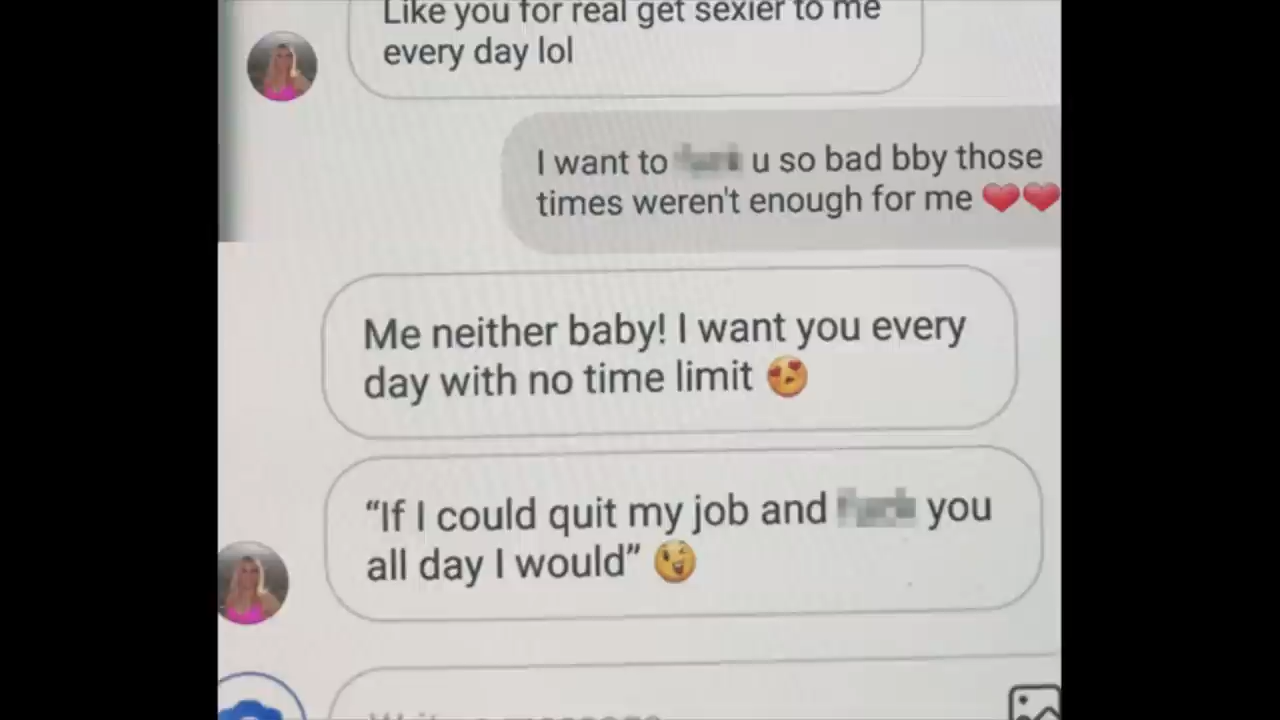 Like you for real get sexier to me
every day lol
I want to u so bad bby those
times weren't enough for me ❤️❤️
Me neither baby! I want you every
day with no time limit 😍
“If I could quit my job and you
all day I would” 😜